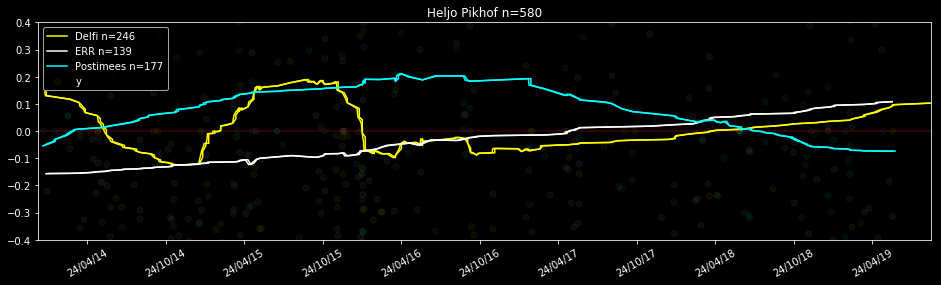 Heljo Pikhof n=580
Delfi n=246
ERR n=139
Postimees n=177
y
0.4
0.3
0.2
0.1
0.0
−0.1
−0.2
−0.3
−0.4
24/04/14 24/10/14 24/04/15 24/10/15 24/04/16 24/10/16 24/04/17 24/10/17 24/04/18 24/10/18 24/04/19